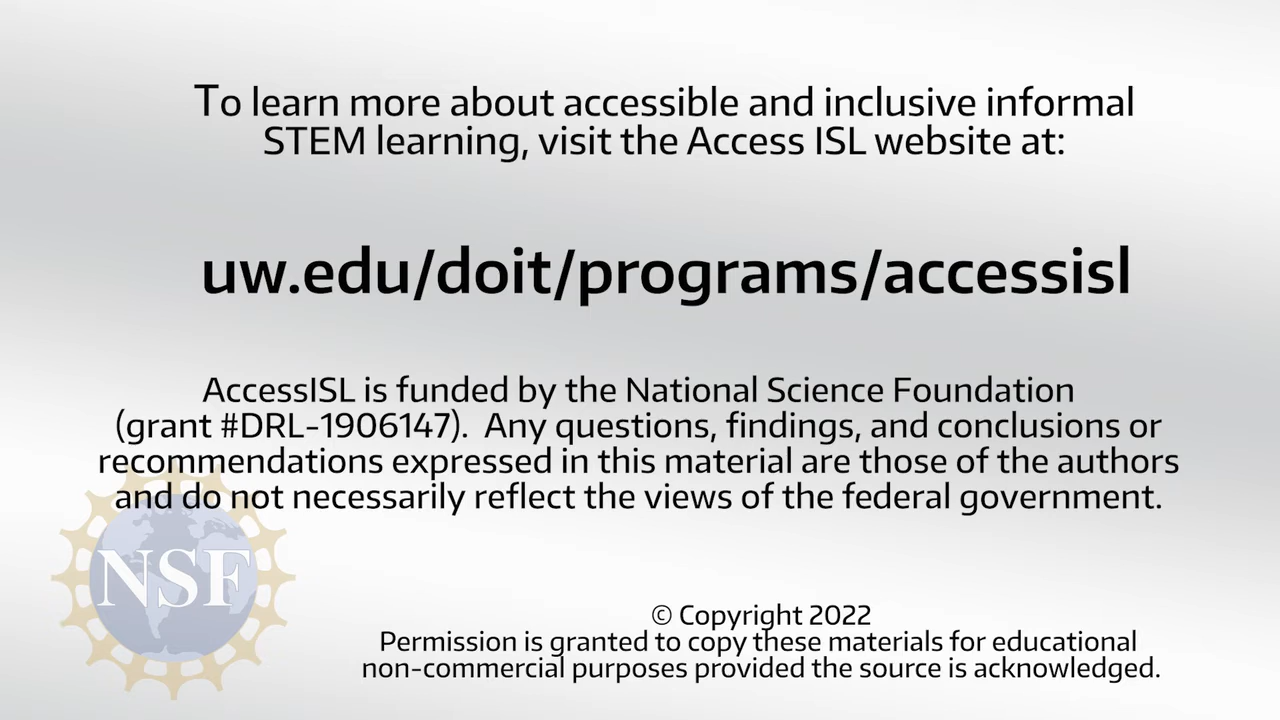 To learn more about accessible and inclusive informal
STEM learning, visit the Access ISL website at:
uw.edu/doit/programs/accessisl
AccessISL is funded by the National Science Foundation
(grant #DRL-1906147).  Any questions, findings, and conclusions or
recommendations expressed in this material are those of the authors
and do not necessarily reflect the views of the federal government.
NSF
© Copyright 2022
Permission is granted to copy these materials for educational
non-commercial purposes provided the source is acknowledged.